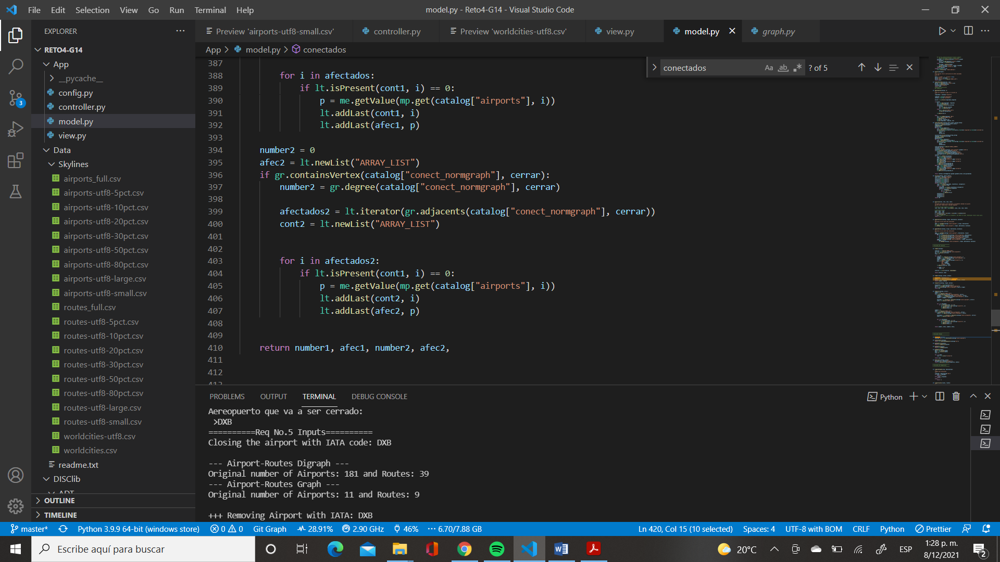 File Edit Selection View Go Run Terminal Help
model.py - Reto4-G14 - Visual Studio Code
EXPLORER
Preview 'airports-utf8-small.csv'
controller.py
Preview 'worldcities-utf8.csv'
view.py
model.py
graph.py
RETO4-G14
App
__pycache__
config.py
controller.py
model.py
view.py
Data
Skylines
airports_full.csv
airports-utf8-5pct.csv
airports-utf8-10pct.csv
airports-utf8-20pct.csv
airports-utf8-30pct.csv
airports-utf8-50pct.csv
airports-utf8-80pct.csv
airports-utf8-large.csv
airports-utf8-small.csv
routes_full.csv
routes-utf8-5pct.csv
routes-utf8-10pct.csv
routes-utf8-20pct.csv
routes-utf8-30pct.csv
routes-utf8-50pct.csv
routes-utf8-80pct.csv
routes-utf8-large.csv
routes-utf8-small.csv
worldcities-utf8.csv
worldcities.csv
readme.txt
DISClib
ADT
OUTLINE
TIMELINE
3
App > model.py > conectados
conectados Aa ab .* ? of 5
387
388 for i in afectados:
389 if lt.isPresent(cont1, i) == 0:
390 p = me.getValue(mp.get(catalog["airports"], i))
391 lt.addLast(cont1, i)
392 lt.addLast(afec1, p)
393
394 number2 = 0
395 afec2 = lt.newList("ARRAY_LIST")
396 if gr.containsVertex(catalog["conect_normgraph"], cerrar):
397 number2 = gr.degree(catalog["conect_normgraph"], cerrar)
398
399 afectados2 = lt.iterator(gr.adjacents(catalog["conect_normgraph"], cerrar))
400 cont2 = lt.newList("ARRAY_LIST")
401
402
403 for i in afectados2:
404 if lt.isPresent(cont1, i) == 0:
405 p = me.getValue(mp.get(catalog["airports"], i))
406 lt.addLast(cont2, i)
407 lt.addLast(afec2, p)
408
409
410 return number1, afec1, number2, afec2,
411
412
413
PROBLEMS OUTPUT TERMINAL DEBUG CONSOLE
Python
Aereopuerto que va a ser cerrado:
>DXB
==========Req No.5 Inputs==========
Closing the airport with IATA code: DXB
--- Airport-Routes Digraph ---
Original number of Airports: 181 and Routes: 39
--- Airport-Routes Graph ---
Original number of Airports: 11 and Routes: 9
+++ Removing Airport with IATA: DXB
master* Python 3.9.9 64-bit (windows store) 0 0 Git Graph 28.91% 2.90 GHz 46% 6.70/7.88 GB
Ln 420, Col 15 (10 selected) Spaces: 4 UTF-8 with BOM CRLF Python Prettier
Escribe aquí para buscar
20°C
ESP
1:28 p. m.
8/12/2021
2